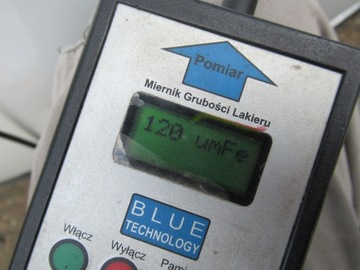 Pomiar
Miernik Grubości Lakieru
120 umFe
BLUE
TECHNOLOGY
Włącz
Wyłącz